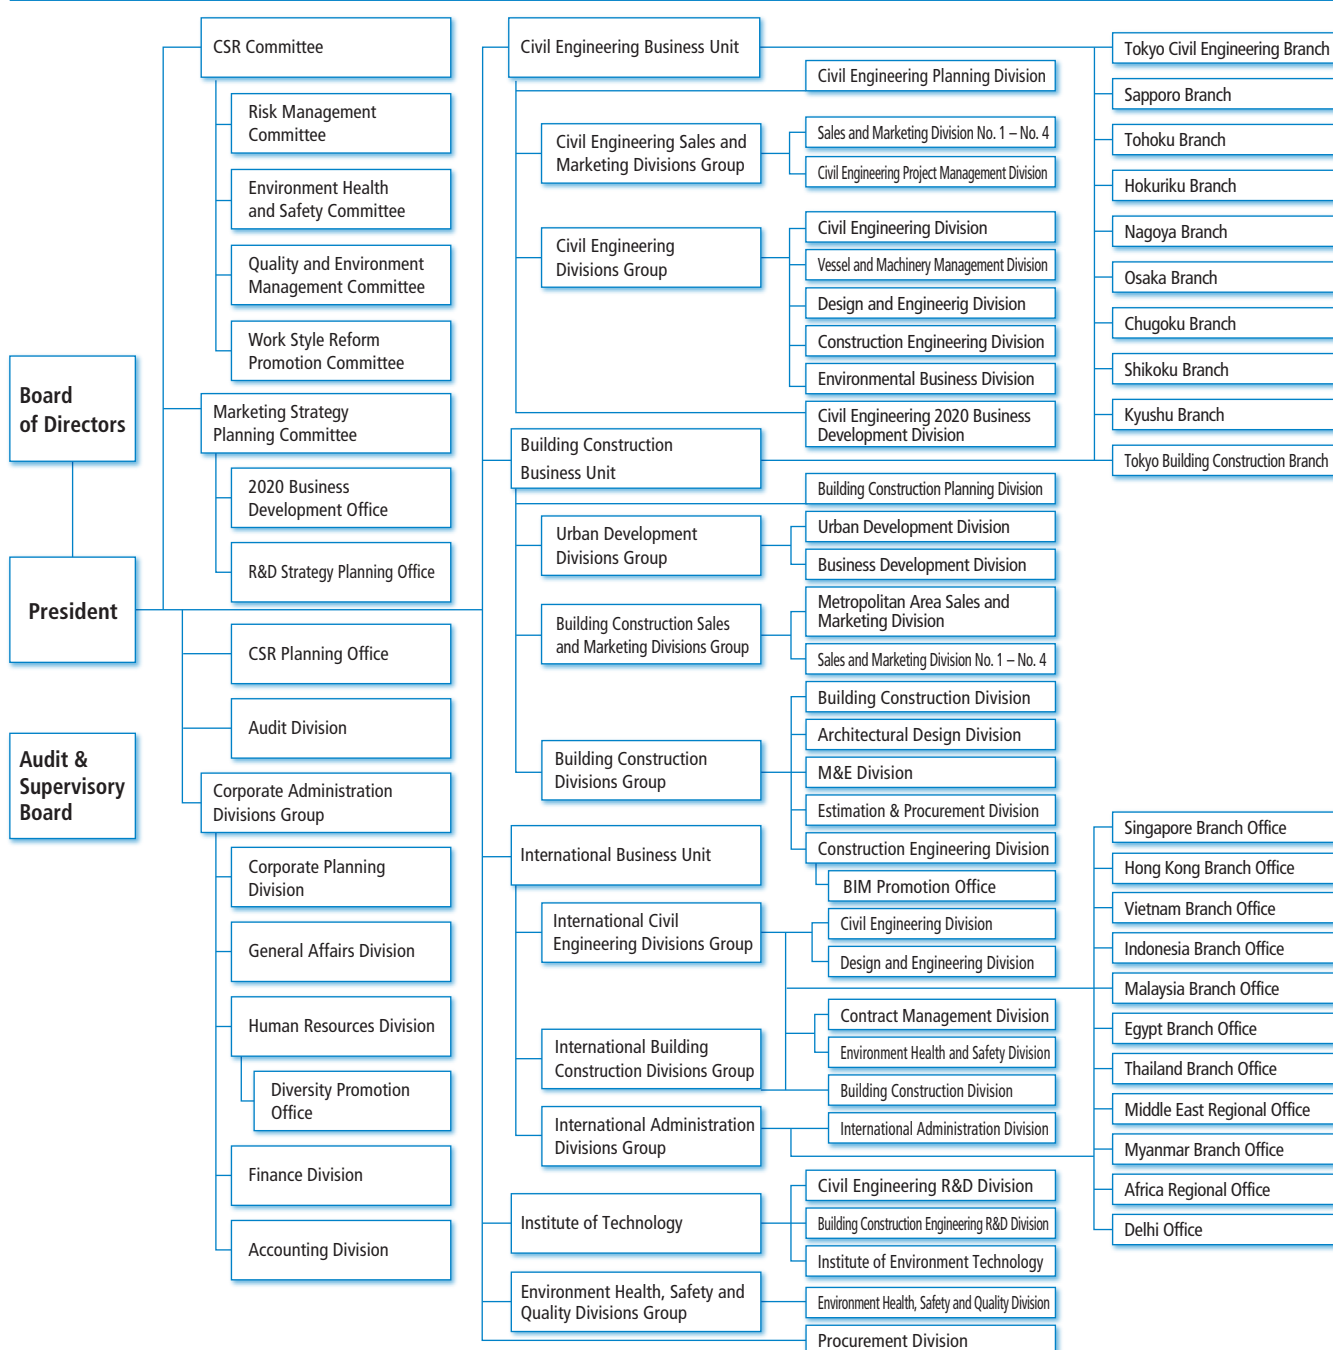 Board
of Directors
President
Audit &
Supervisory
Board
CSR Committee
Risk Management
Committee
Environment Health
and Safety Committee
Quality and Environment
Management Committee
Work Style Reform
Promotion Committee
Marketing Strategy
Planning Committee
2020 Business
Development Office
R&D Strategy Planning Office
CSR Planning Office
Audit Division
Corporate Administration
Divisions Group
Corporate Planning
Division
General Affairs Division
Human Resources Division
Diversity Promotion
Office
Finance Division
Accounting Division
Civil Engineering Business Unit
Civil Engineering Planning Division
Civil Engineering Sales and
Marketing Divisions Group
Sales and Marketing Division No. 1 – No. 4
Civil Engineering Project Management Division
Civil Engineering
Divisions Group
Civil Engineering Division
Vessel and Machinery Management Division
Design and Engineerig Division
Construction Engineering Division
Environmental Business Division
Civil Engineering 2020 Business
Development Division
Building Construction
Business Unit
Building Construction Planning Division
Urban Development
Divisions Group
Urban Development Division
Business Development Division
Building Construction Sales
and Marketing Divisions Group
Metropolitan Area Sales and
Marketing Division
Sales and Marketing Division No. 1 – No. 4
Building Construction
Divisions Group
Building Construction Division
Architectural Design Division
M&E Division
Estimation & Procurement Division
Construction Engineering Division
BIM Promotion Office
International Business Unit
International Civil
Engineering Divisions Group
Civil Engineering Division
Design and Engineering Division
Contract Management Division
Environment Health and Safety Division
International Building
Construction Divisions Group
Building Construction Division
International Administration
Divisions Group
International Administration Division
Institute of Technology
Civil Engineering R&D Division
Building Construction Engineering R&D Division
Institute of Environment Technology
Environment Health, Safety and
Quality Divisions Group
Environment Health, Safety and Quality Division
Procurement Division
Tokyo Civil Engineering Branch
Sapporo Branch
Tohoku Branch
Hokuriku Branch
Nagoya Branch
Osaka Branch
Chugoku Branch
Shikoku Branch
Kyushu Branch
Tokyo Building Construction Branch
Singapore Branch Office
Hong Kong Branch Office
Vietnam Branch Office
Indonesia Branch Office
Malaysia Branch Office
Egypt Branch Office
Thailand Branch Office
Middle East Regional Office
Myanmar Branch Office
Africa Regional Office
Delhi Office